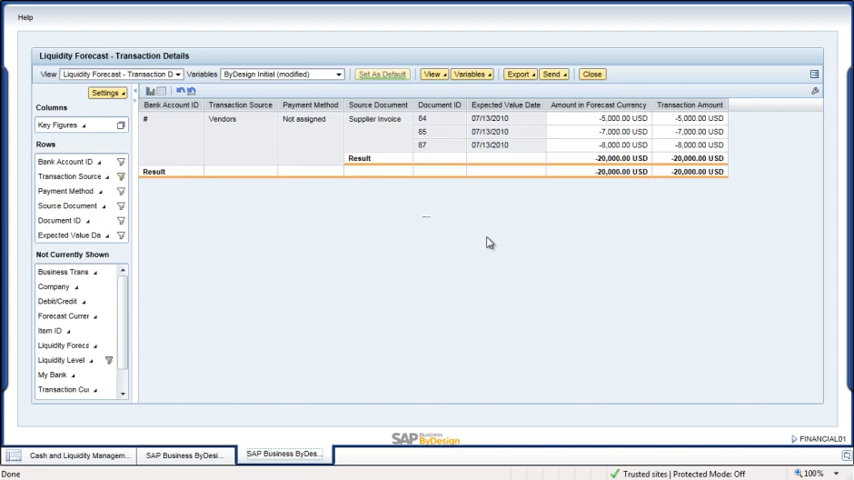 Help
Liquidity Forecast - Transaction Details
View Liquidity Forecast - Transaction D Variables ByDesign Initial (modified) Set As Default View Variables Export Send Close
Settings
Columns
Key Figures
Rows
Bank Account ID
Transaction Source
Payment Method
Source Document
Document ID
Expected Value Da
Not Currently Shown
Business Trans
Company
Debit/Credit
Forecast Currer
Item ID
Liquidity Foreca
Liquidity Level
My Bank
Transaction Cu
Bank Account ID Transaction Source Payment Method Source Document Document ID Expected Value Date Amount in Forecast Currency Transaction Amount
# Vendors Not assigned Supplier Invoice 84 07/13/2010 -5,000.00 USD -5,000.00 USD
85 07/13/2010 -7,000.00 USD -7,000.00 USD
87 07/13/2010 -8,000.00 USD -8,000.00 USD
Result -20,000.00 USD -20,000.00 USD
Result -20,000.00 USD -20,000.00 USD
SAP Business ByDesign
FINANCIAL01
Cash and Liquidity Managem... SAP Business ByDesi... SAP Business ByDes...
Done Trusted sites | Protected Mode: Off 100%